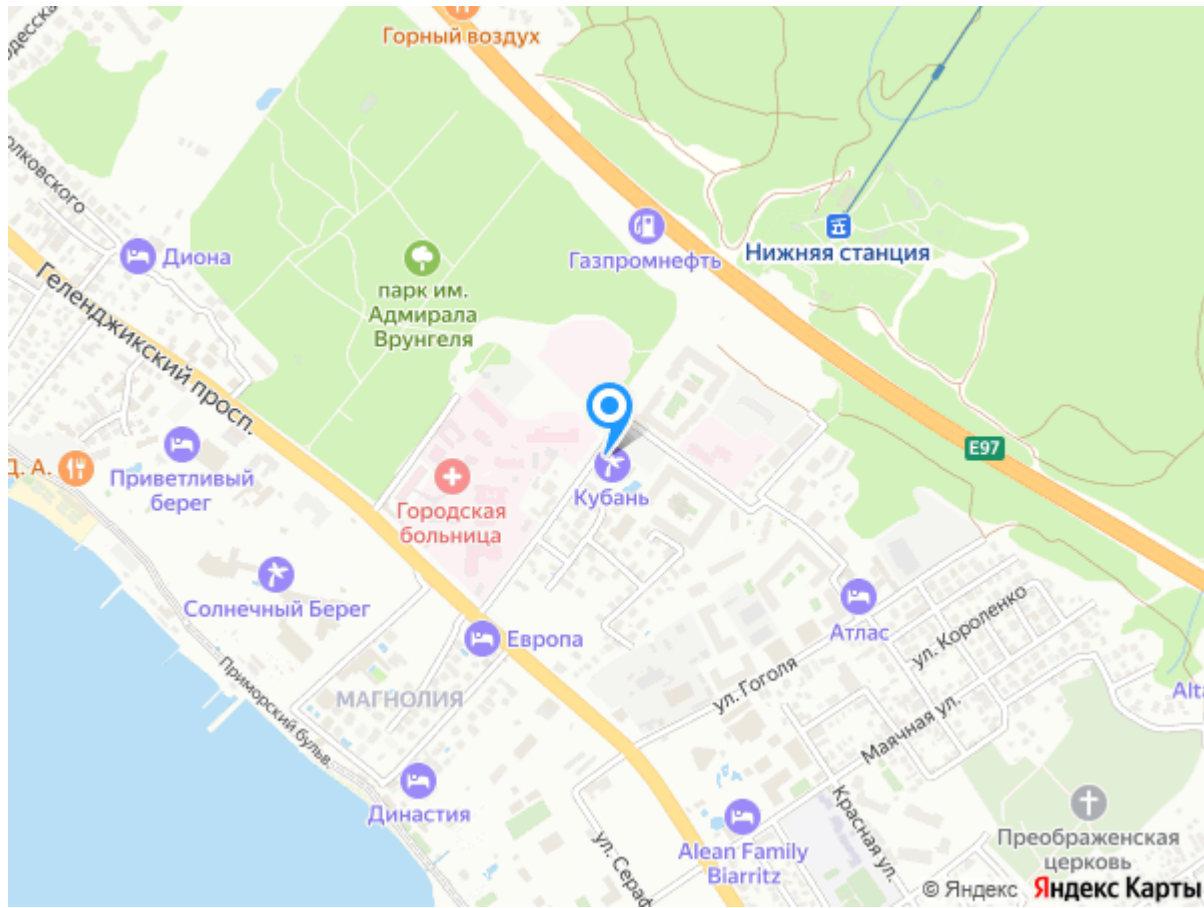 Горный воздух
Диона
Геленджикский просп.
парк им.
Адмирала
Врунгеля
Газпромнефть
Нижняя станция
E97
Д. А.
Приветливый
берег
Городская
больница
Кубань
Солнечный Берег
Европа
Атлас
ул. Короленко
МАГНОЛИЯ
ул. Гоголя
Маячная ул.
Приморский бульв.
Династия
Alean Family
Biarritz
Красная ул.
Преображенская
церковь
© Яндекс Яндекс Карты